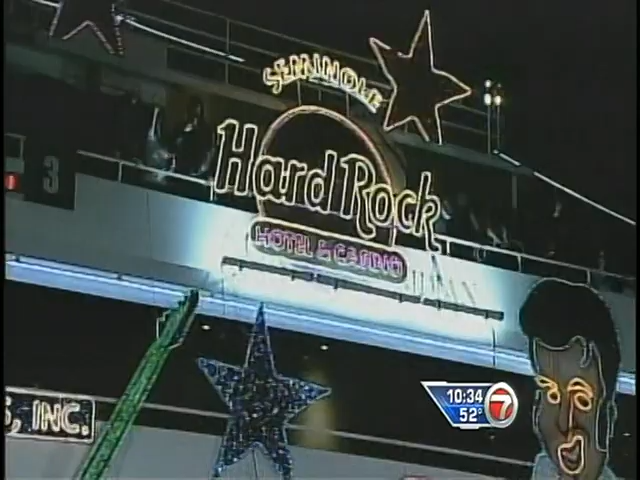 SEMINOLE
Hard Rock
HOTEL & CASINO
3
S, INC.
10:34
52°
7